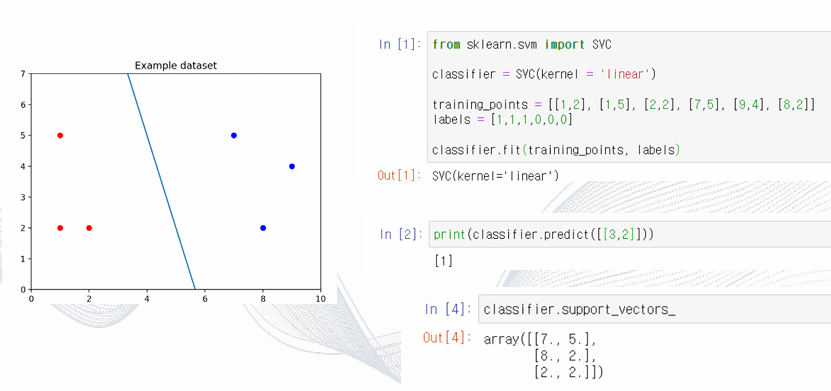 Example dataset
7
6
5
4
3
2
1
0
0 2 4 6 8 10
In [1]: from sklearn.svm import SVC
classifier = SVC(kernel = 'linear')
training_points = [[1,2], [1,5], [2,2], [7,5], [9,4], [8,2]]
labels = [1,1,1,0,0,0]
classifier.fit(training_points, labels)
Out[1]: SVC(kernel='linear')
In [2]: print(classifier.predict([[3,2]]))
[1]
In [4]: classifier.support_vectors_
Out[4]: array([[7., 5.],
[8., 2.],
[2., 2.]])